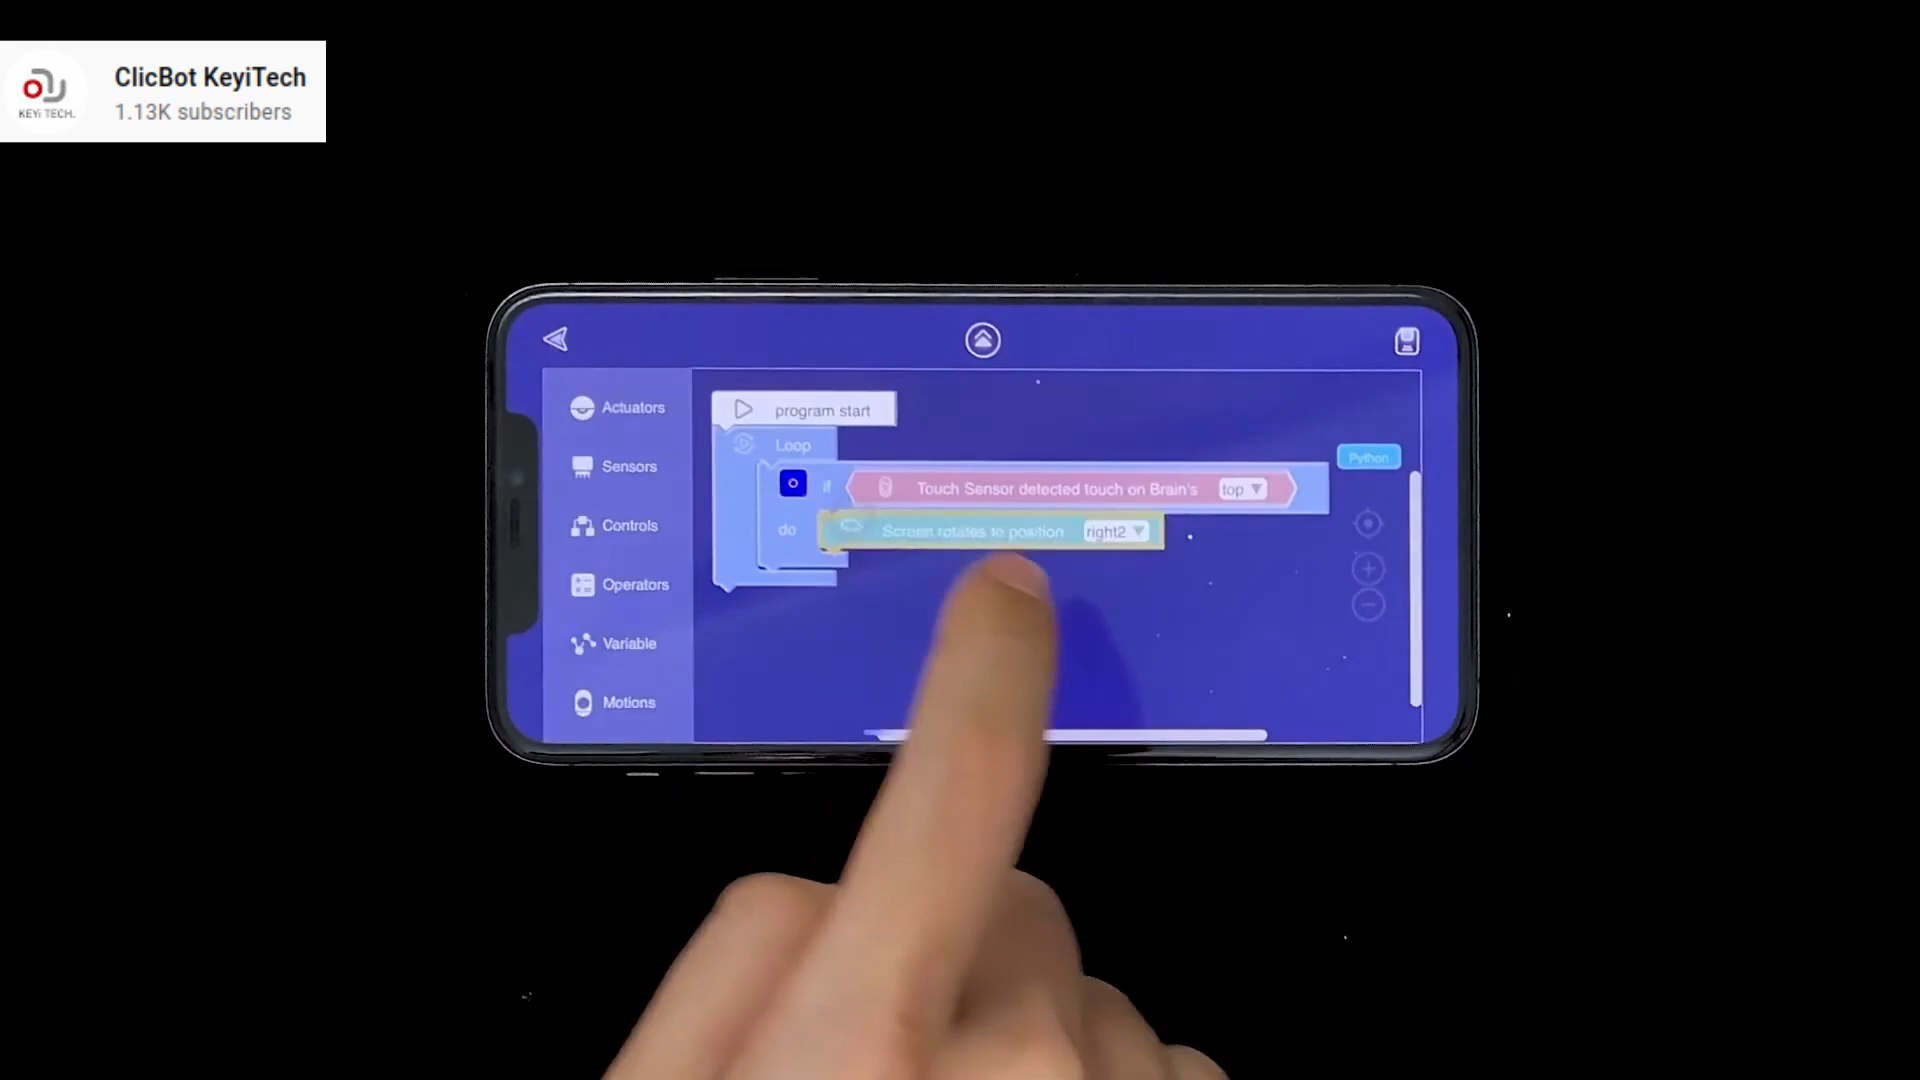 ClicBot KeyiTech
1.13K subscribers
KEYi TECH.
program start
Actuators
Loop
Python
Sensors
if Touch Sensor detected touch on Brain's top
do Screen rotates to position right2
Controls
Operators
Variable
Motions